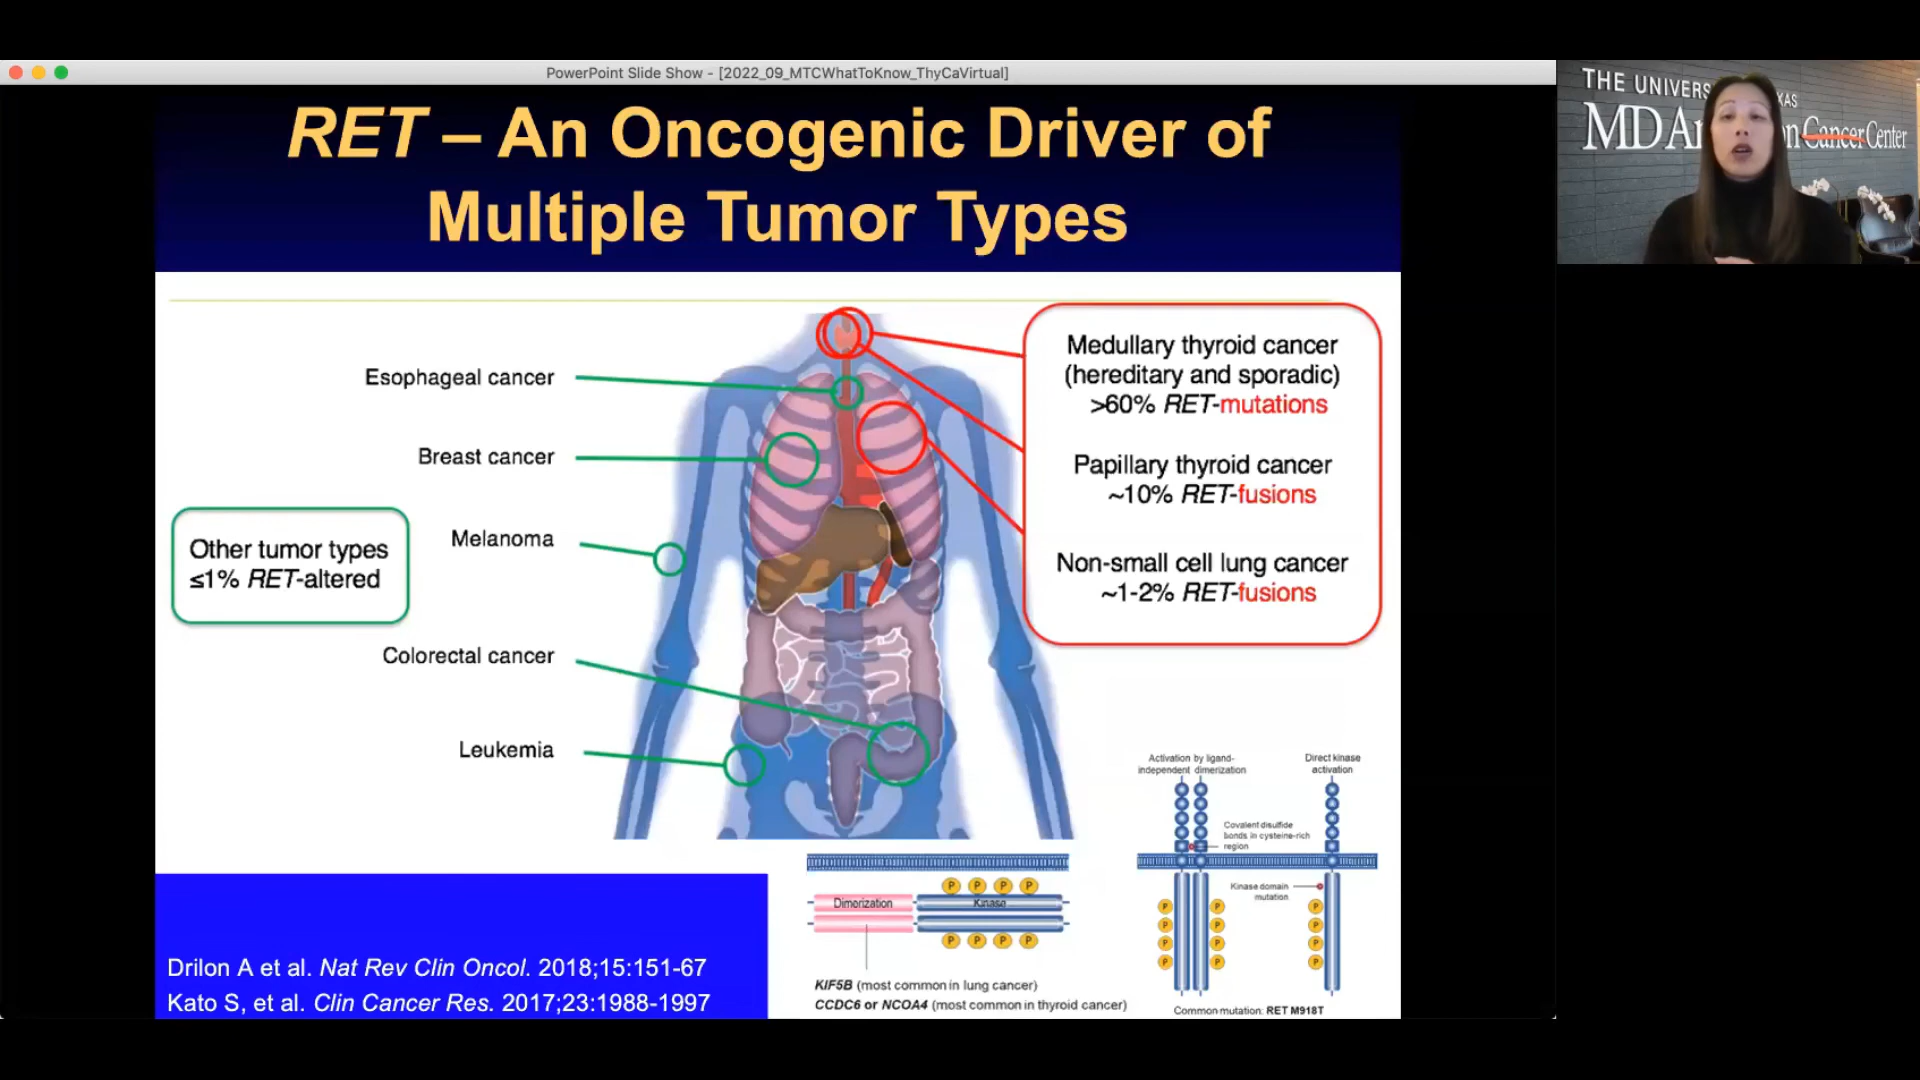 PowerPoint Slide Show - [2022_09_MTCWhatToKnow_ThyCaVirtual]
RET – An Oncogenic Driver of
Multiple Tumor Types
Esophageal cancer
Breast cancer
Melanoma
Other tumor types
≤1% RET-altered
Colorectal cancer
Leukemia
Medullary thyroid cancer
(hereditary and sporadic)
>60% RET-mutations
Papillary thyroid cancer
~10% RET-fusions
Non-small cell lung cancer
~1-2% RET-fusions
Activation by ligand-
independent dimerization
Direct kinase
activation
Covalent disulfide
bonds in cysteine-rich
region
Kinase domain
mutation
P P
P P
P P
P P
P
P
P
P
Common mutation: RET M918T
P P P P
Dimerization
Kinase
P P P P
KIF5B (most common in lung cancer)
CCDC6 or NCOA4 (most common in thyroid cancer)
Drilon A et al. Nat Rev Clin Oncol. 2018;15:151-67
Kato S, et al. Clin Cancer Res. 2017;23:1988-1997
THE UNIVERS
Cancer Center